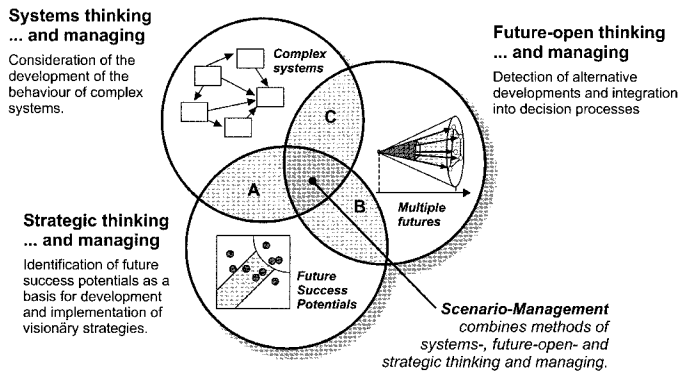 Systems thinking
... and managing
Consideration of the
development of the
behaviour of complex
systems.
Complex
systems
Future-open thinking
... and managing
Detection of alternative
developments and integration
into decision processes
C
A
B
Multiple
futures
Strategic thinking
... and managing
Identification of future
success potentials as a
basis for development
and implementation of
visionäry strategies.
Future
Success
Potentials
Scenario-Management
combines methods of
systems-, future-open- and
strategic thinking and managing.